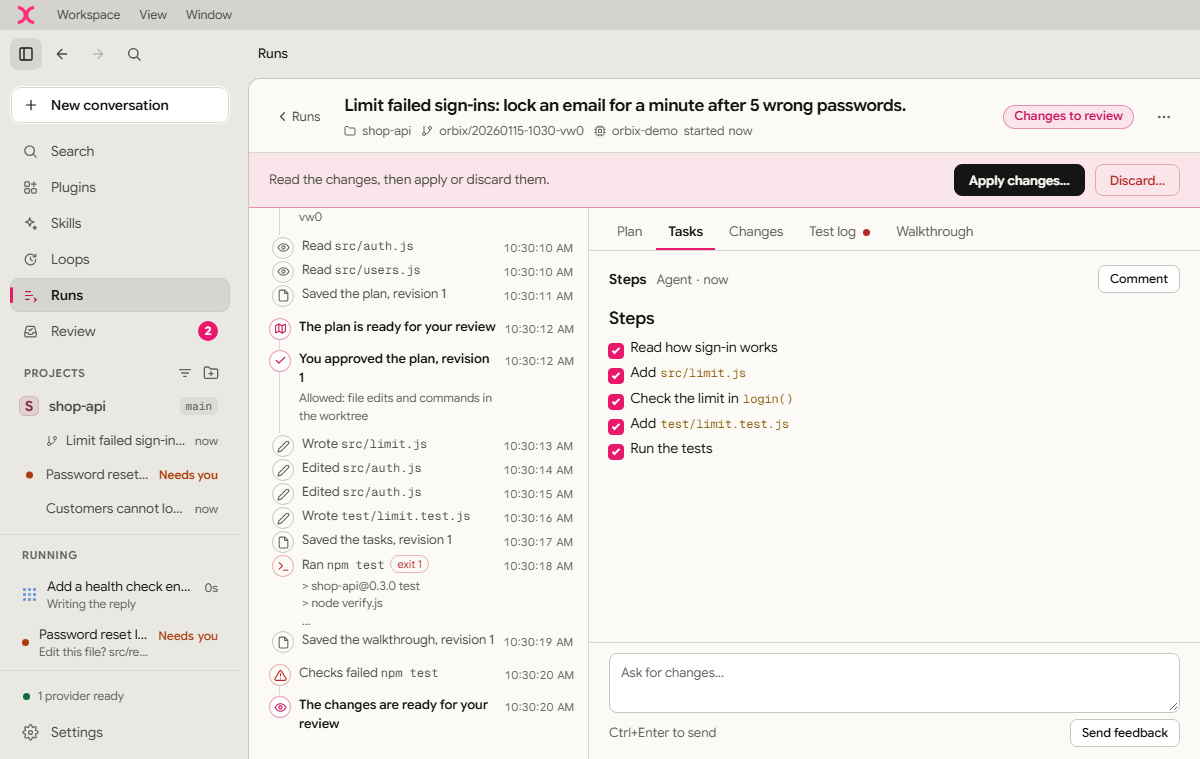 Workspace View Window
Runs
New conversation
Search
Plugins
Skills
Loops
Runs
Review 2
PROJECTS
S shop-api main
Limit failed sign-in... now
Password reset... Needs you
Customers cannot lo... now
RUNNING
Add a health check en... 0s
Writing the reply
Password reset l... Needs you
Edit this file? src/re...
1 provider ready
Settings
Runs
Limit failed sign-ins: lock an email for a minute after 5 wrong passwords.
shop-api orbix/20260115-1030-vw0 orbix-demo started now
Changes to review
Read the changes, then apply or discard them.
Apply changes...
Discard...
vw0
Read src/auth.js 10:30:10 AM
Read src/users.js 10:30:10 AM
Saved the plan, revision 1 10:30:11 AM
The plan is ready for your review 10:30:12 AM
You approved the plan, revision 10:30:12 AM
1
Allowed: file edits and commands in
the worktree
Wrote src/limit.js 10:30:13 AM
Edited src/auth.js 10:30:14 AM
Edited src/auth.js 10:30:15 AM
Wrote test/limit.test.js 10:30:16 AM
Saved the tasks, revision 1 10:30:17 AM
Ran npm test exit 1 10:30:18 AM
> shop-api@0.3.0 test
> node verify.js
...
Saved the walkthrough, revision 1 10:30:19 AM
Checks failed npm test 10:30:20 AM
The changes are ready for your 10:30:20 AM
review
Plan Tasks Changes Test log Walkthrough
Steps Agent · now
Comment
Steps
Read how sign-in works
Add src/limit.js
Check the limit in login()
Add test/limit.test.js
Run the tests
Ask for changes...
Ctrl+Enter to send
Send feedback